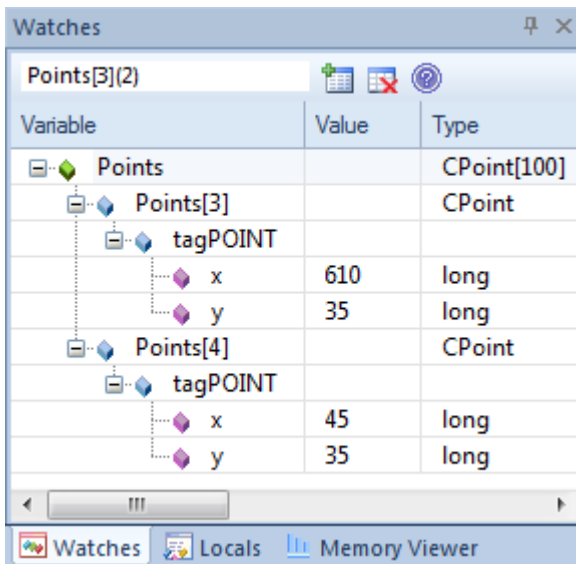 Watches
Points[3](2)
Variable Value Type
Points CPoint[100]
Points[3] CPoint
tagPOINT
x 610 long
y 35 long
Points[4] CPoint
tagPOINT
x 45 long
y 35 long
Watches Locals Memory Viewer